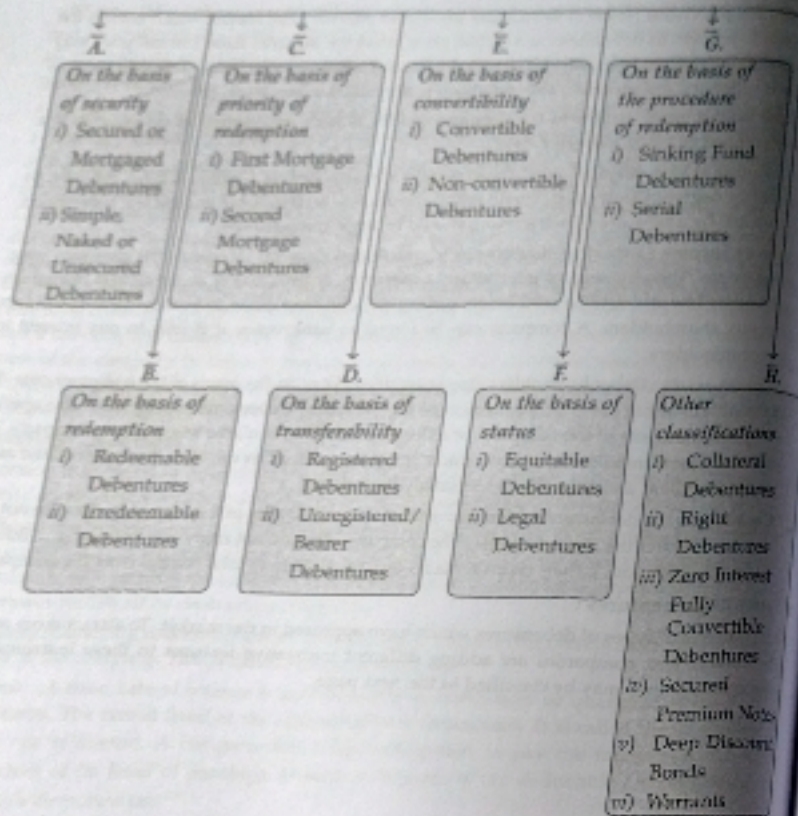 A.
On the basis
of security
i) Secured or
Mortgaged
Debentures
ii) Simple,
Naked or
Unsecured
Debentures
C.
On the basis of
priority of
redemption
i) First Mortgage
Debentures
ii) Second
Mortgage
Debentures
E.
On the basis of
convertibility
i) Convertible
Debentures
ii) Non-convertible
Debentures
G.
On the basis of
the procedure
of redemption
i) Sinking Fund
Debentures
ii) Serial
Debentures
B.
On the basis of
redemption
i) Redeemable
Debentures
ii) Irredeemable
Debentures
D.
On the basis of
transferability
i) Registered
Debentures
ii) Unregistered/
Bearer
Debentures
F.
On the basis of
status
i) Equitable
Debentures
ii) Legal
Debentures
H.
Other
classifications
i) Collateral
Debentures
ii) Right
Debentures
iii) Zero Interest
Fully
Convertible
Debentures
iv) Secured
Premium Notes
v) Deep Discount
Bonds
vi) Warrants